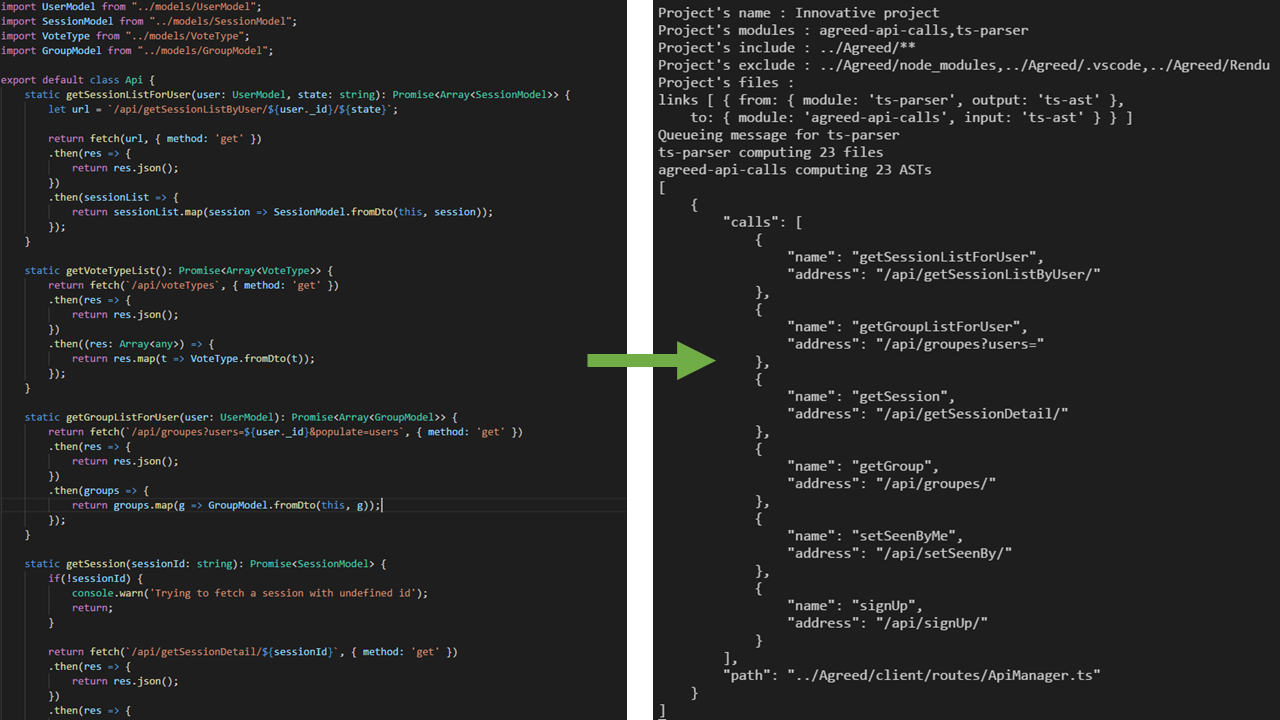 import UserModel from "../models/UserModel";
import SessionModel from "../models/SessionModel";
import VoteType from "../models/VoteType";
import GroupModel from "../models/GroupModel";
export default class Api {
static getSessionListForUser(user: UserModel, state: string): Promise<Array<SessionModel>> {
let url = `/api/getSessionListByUser/${user._id}/${state}`;
return fetch(url, { method: 'get' })
.then(res => {
return res.json();
})
.then(sessionList => {
return sessionList.map(session => SessionModel.fromDto(this, session));
});
}
static getVoteTypeList(): Promise<Array<VoteType>> {
return fetch(`/api/voteTypes`, { method: 'get' })
.then(res => {
return res.json();
})
.then((res: Array<any>) => {
return res.map(t => VoteType.fromDto(t));
});
}
static getGroupListForUser(user: UserModel): Promise<Array<GroupModel>> {
return fetch(`/api/groupes?users=${user._id}&populate=users`, { method: 'get' })
.then(res => {
return res.json();
})
.then(groups => {
return groups.map(g => GroupModel.fromDto(this, g));
});
}
static getSession(sessionId: string): Promise<SessionModel> {
if(!sessionId) {
console.warn('Trying to fetch a session with undefined id');
return;
}
return fetch(`/api/getSessionDetail/${sessionId}`, { method: 'get' })
.then(res => {
return res.json();
})
.then(res => {
Project's name : Innovative project
Project's modules : agreed-api-calls,ts-parser
Project's include : ../Agreed/**
Project's exclude : ../Agreed/node_modules,../Agreed/.vscode,../Agreed/Rendu
Project's files :
links [ { from: { module: 'ts-parser', output: 'ts-ast' },
to: { module: 'agreed-api-calls', input: 'ts-ast' } } ]
Queueing message for ts-parser
ts-parser computing 23 files
agreed-api-calls computing 23 ASTs
[
{
"calls": [
{
"name": "getSessionListForUser",
"address": "/api/getSessionListByUser/"
},
{
"name": "getGroupListForUser",
"address": "/api/groupes?users="
},
{
"name": "getSession",
"address": "/api/getSessionDetail/"
},
{
"name": "getGroup",
"address": "/api/groupes/"
},
{
"name": "setSeenByMe",
"address": "/api/setSeenBy/"
},
{
"name": "signUp",
"address": "/api/signUp/"
}
],
"path": "../Agreed/client/routes/ApiManager.ts"
}
]